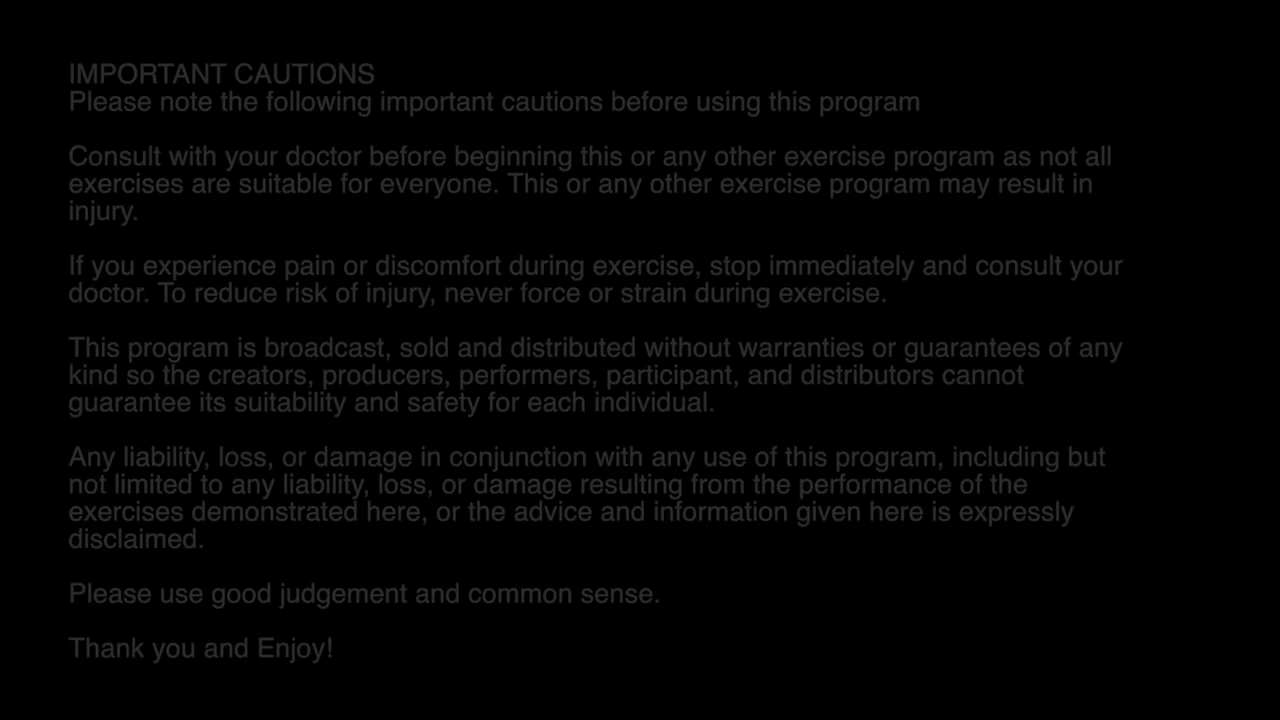 IMPORTANT CAUTIONS
Please note the following important cautions before using this program
Consult with your doctor before beginning this or any other exercise program as not all
exercises are suitable for everyone. This or any other exercise program may result in
injury.
If you experience pain or discomfort during exercise, stop immediately and consult your
doctor. To reduce risk of injury, never force or strain during exercise.
This program is broadcast, sold and distributed without warranties or guarantees of any
kind so the creators, producers, performers, participant, and distributors cannot
guarantee its suitability and safety for each individual.
Any liability, loss, or damage in conjunction with any use of this program, including but
not limited to any liability, loss, or damage resulting from the performance of the
exercises demonstrated here, or the advice and information given here is expressly
disclaimed.
Please use good judgement and common sense.
Thank you and Enjoy!